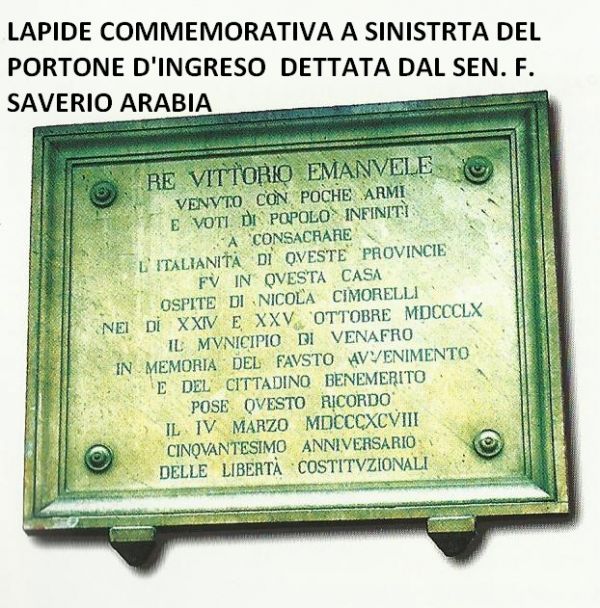 LAPIDE COMMEMORATIVA A SINISTRTA DEL
PORTONE D'INGRESO DETTATA DAL SEN. F.
SAVERIO ARABIA
RE VITTORIO EMANVELE
VENVTO CON POCHE ARMI
E VOTI DI POPOLO INFINITI
A CONSACRARE
L'ITALIANITÀ DI QVESTE PROVINCIE
FV IN QVESTA CASA
OSPITE DI NICOLA CIMORELLI
NEI DÌ XXIV E XXV OTTOBRE MDCCCLX
IL MVNICIPIO DI VENAFRO
IN MEMORIA DEL FAVSTO AVVENIMENTO
E DEL CITTADINO BENEMERITO
POSE QVESTO RICORDO
IL IV MARZO MDCCCXCVIII
CINQVANTESIMO ANNIVERSARIO
DELLE LIBERTÀ COSTITVZIONALI